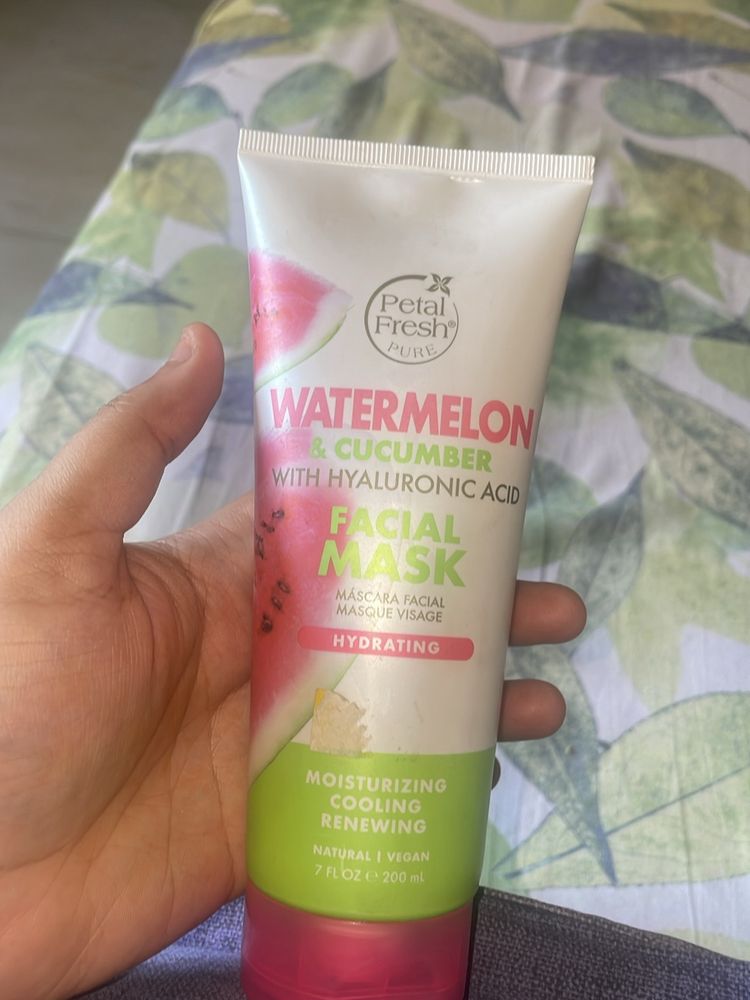 Petal
Fresh®
PURE
WATERMELON
& CUCUMBER
WITH HYALURONIC ACID
FACIAL
MASK
MÁSCARA FACIAL
MASQUE VISAGE
HYDRATING
MOISTURIZING
COOLING
RENEWING
NATURAL | VEGAN
7 FL OZ ℮ 200 mL